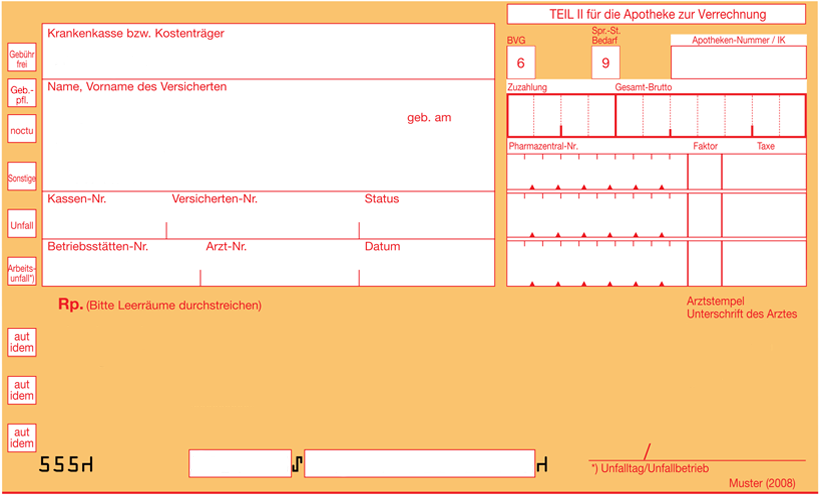 TEIL II für die Apotheke zur Verrechnung
Krankenkasse bzw. Kostenträger
BVG
Spr.-St.
Bedarf
Apotheken-Nummer / IK
6
9
Gebühr
frei
Geb.-
pfl.
noctu
Sonstige
Unfall
Arbeits-
unfall*)
Name, Vorname des Versicherten
geb. am
Zuzahlung
Gesamt-Brutto
Pharmazentral-Nr.
Faktor
Taxe
Kassen-Nr.
Versicherten-Nr.
Status
Betriebsstätten-Nr.
Arzt-Nr.
Datum
Rp. (Bitte Leerräume durchstreichen)
Arztstempel
Unterschrift des Arztes
aut
idem
aut
idem
aut
idem
/
*) Unfalltag/Unfallbetrieb
Muster (2008)